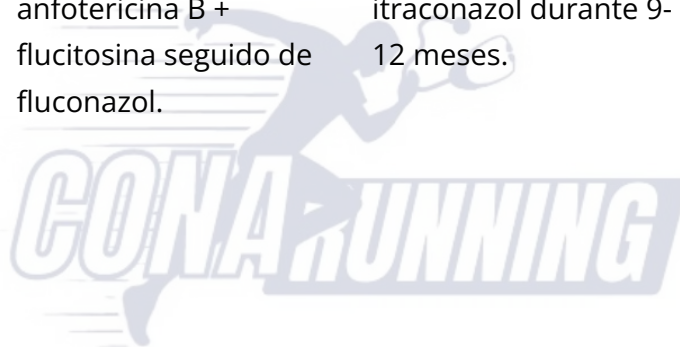 anfotericina B +
flucitosina seguido de
fluconazol.
itraconazol durante 9-
12 meses.
CONARUNNING